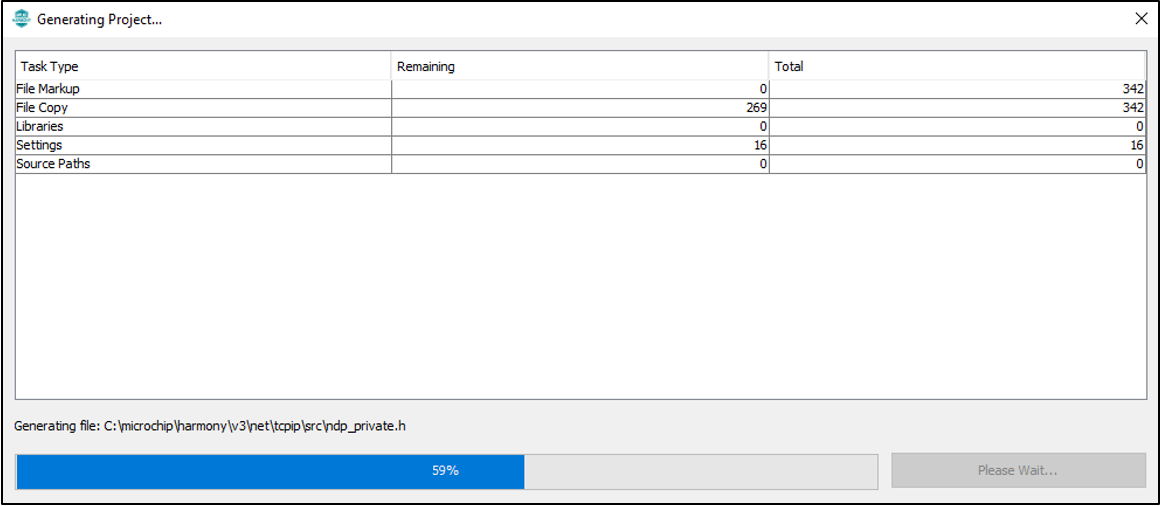 Generating Project...
Task Type Remaining Total
File Markup 0 342
File Copy 269 342
Libraries 0 0
Settings 16 16
Source Paths 0 0
Generating file: C:\microchip\harmony\v3\net\tcpip\src\ndp_private.h
59% Please Wait...